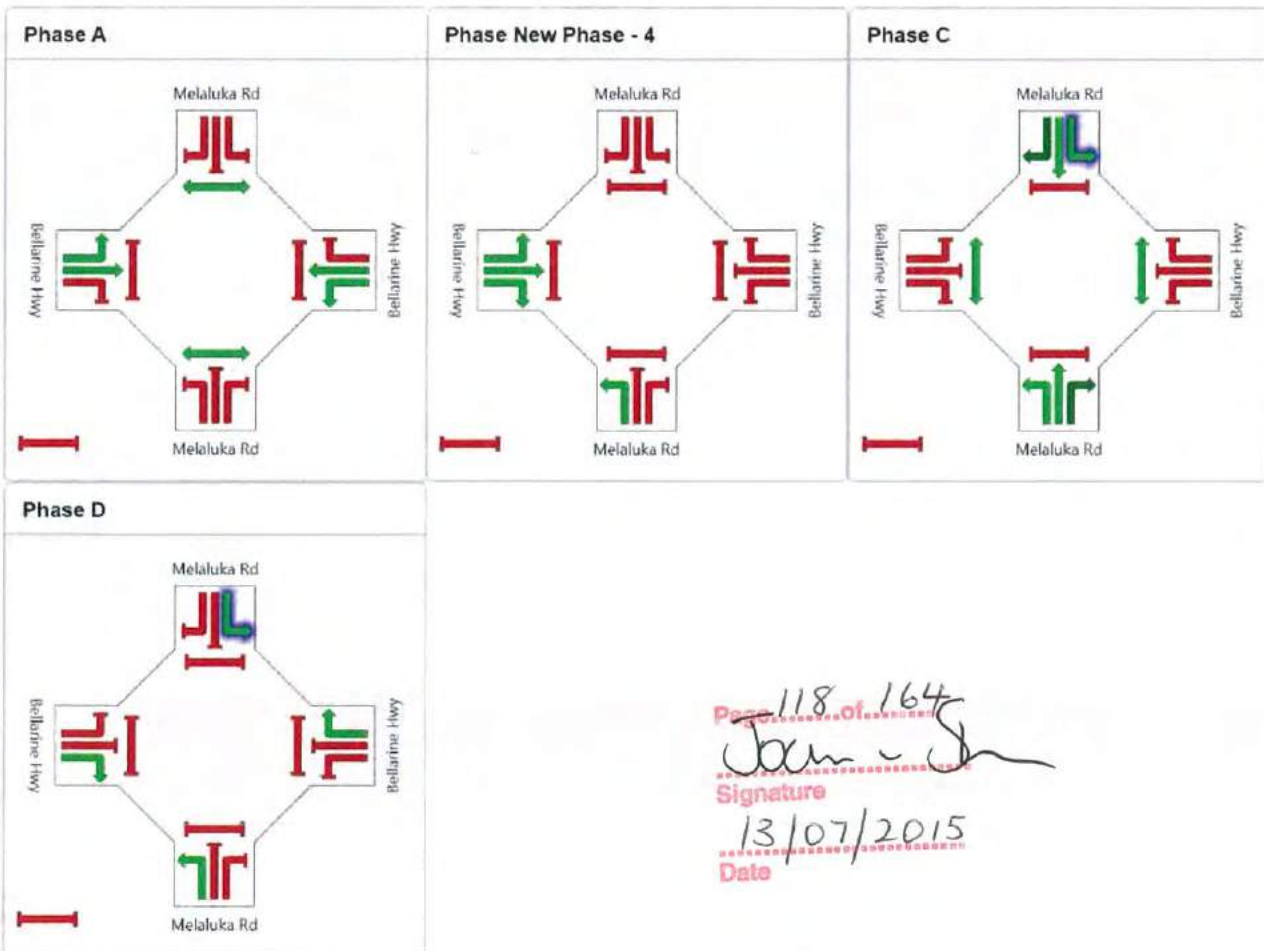 Phase A
Melaluka Rd
Bellarine Hwy
Bellarine Hwy
Melaluka Rd
Phase New Phase - 4
Melaluka Rd
Bellarine Hwy
Bellarine Hwy
Melaluka Rd
Phase C
Melaluka Rd
Bellarine Hwy
Bellarine Hwy
Melaluka Rd
Phase D
Melaluka Rd
Bellarine Hwy
Bellarine Hwy
Melaluka Rd
Page 118 of 164
Signature
13/07/2015
Date